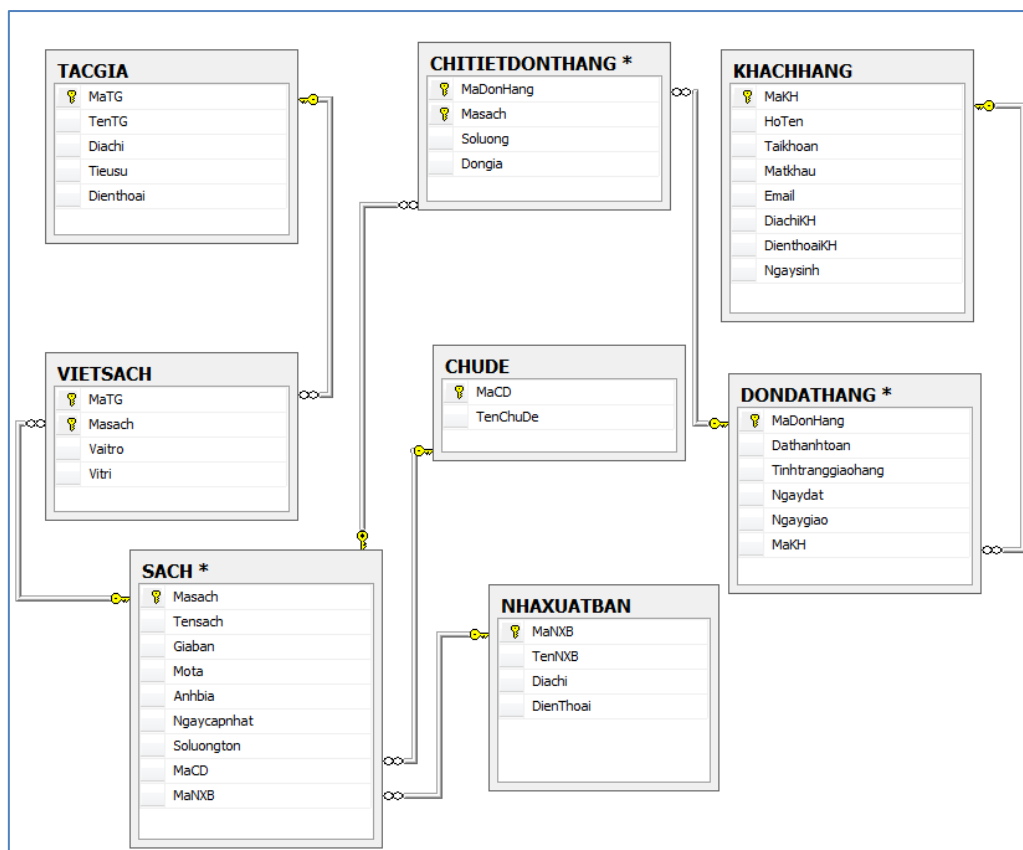 TACGIA
MaTG
TenTG
Diachi
Tieusu
Dienthoai
CHITIETDONTHANG *
MaDonHang
Masach
Soluong
Dongia
KHACHHANG
MaKH
HoTen
Taikhoan
Matkhau
Email
DiachiKH
DienthoaiKH
Ngaysinh
VIETSACH
MaTG
Masach
Vaitro
Vitri
CHUDE
MaCD
TenChuDe
DONDATHANG *
MaDonHang
Dathanhtoan
Tinhtranggiaohang
Ngaydat
Ngaygiao
MaKH
SACH *
Masach
Tensach
Giaban
Mota
Anhbia
Ngaycapnhat
Soluongton
MaCD
MaNXB
NHAXUATBAN
MaNXB
TenNXB
Diachi
DienThoai